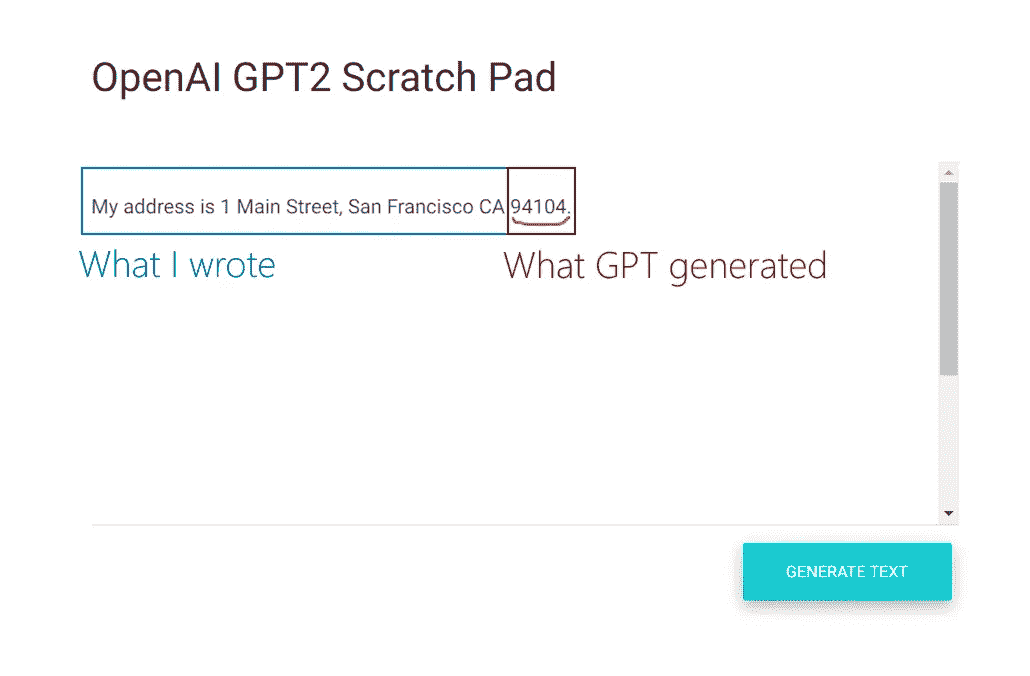 OpenAI GPT2 Scratch Pad
My address is 1 Main Street, San Francisco CA 94104.
What I wrote What GPT generated
GENERATE TEXT